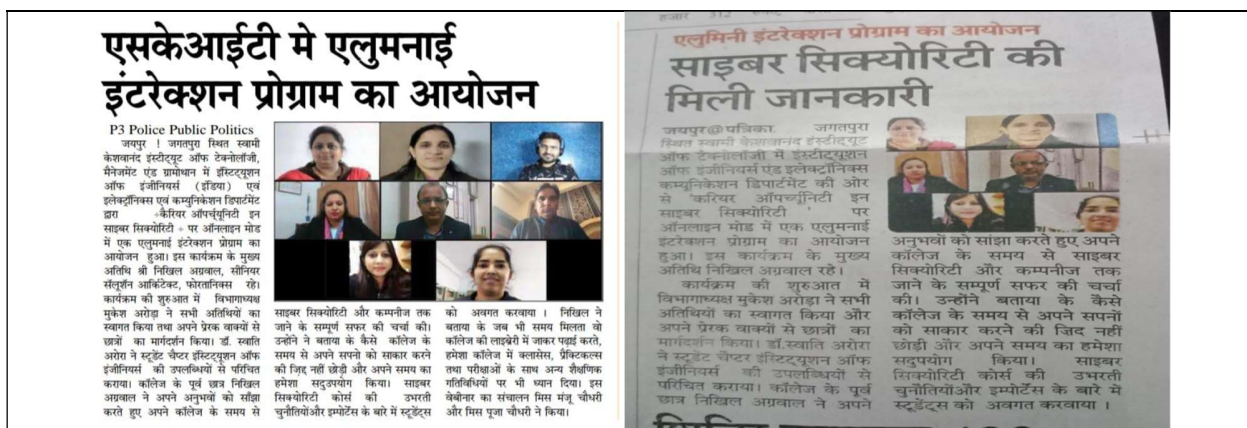 एसकेआईटी मे एलुमनाई
इंटरेक्शन प्रोग्राम का आयोजन
P3 Police Public Politics
जयपुर ! जगतपुरा स्थित स्वामी
केशवानंद इंस्टीट्यूट ऑफ टेक्नोलॉजी,
मैनेजमेंट एंड ग्रामोथान में इंस्टिट्यूशन
ऑफ इंजीनियर्स (इंडिया) एवं
इलेक्ट्रॉनिक्स एवं कम्युनिकेशन डिपार्टमेंट
द्वारा ÷कैरियर ऑपर्च्यूनिटी इन
साइबर सिक्योरिटी ÷ पर ऑनलाइन मोड
में एक एलुमनाई इंटरेक्शन प्रोग्राम का
आयोजन हुआ। इस कार्यक्रम के मुख्य
अतिथि श्री निखिल अग्रवाल, सीनियर
सॅलूर्शन आर्किटेक्ट, फोरतानिक्स रहे।
कार्यक्रम की शुरुआत में विभागाध्यक्ष
मुकेश अरोड़ा ने सभी अतिथियों का
स्वागत किया तथा अपने प्रेरक वाक्यों से
छात्रों का मार्गदर्शन किया। डॉ. स्वाति
अरोरा ने स्टूडेंट चैप्टर इंस्टिट्यूशन ऑफ
इंजीनियर्स की उपलब्धियों से परिचित
कराया। कॉलेज के पूर्व छात्र निखिल
अग्रवाल ने अपने अनुभवों को साँझा
करते हुए अपने कॉलेज के समय से
साइबर सिक्योरिटी और कम्पनीज तक
जाने के सम्पूर्ण सफर की चर्चा की।
उन्होंने बताया के कैसे कॉलेज के
समय से अपने सपनो को साकार करने
की ज़िद्द नहीं छोड़ी और अपने समय का
हमेशा सदुउपयोग किया। साइबर
सिक्योरिटी कोर्स की उभरती
चुनौतियोंऔर इम्पोर्टेंस के बारे में स्टूडेंट्स
को अवगत करवाया । निखिल ने
बताया के जब भी समय मिलता वो
कॉलेज की लाइब्रेरी में जाकर पढ़ाई करते,
हमेशा कॉलेज में क्लासेस, प्रैक्टिकल्स
तथा परीक्षाओं के साथ अन्य शैक्षणिक
गतिविधियों पर भी ध्यान दिया। इस
वेबीनार का संचालन मिस मंजू चौधरी
और मिस पूजा चौधरी ने किया।
हजार 312
एलुमिनी इंटरेक्शन प्रोग्राम का आयोजन
साइबर सिक्योरिटी की
मिली जानकारी
जयपुर@पत्रिका. जगतपुरा
स्थित स्वामी केशवानंद इंस्टीट्यूट
ऑफ टेक्नोलॉजी में इंस्टीट्यूशन
ऑफ इंजीनियर्स एंड इलेक्ट्रॉनिक्स
कम्युनिकेशन डिपार्टमेंट की ओर
से 'करियर ऑपर्च्यूनिटी इन
साइबर सिक्योरिटी ' पर
ऑनलाइन मोड में एक एलुमनाई
इंटरेक्शन प्रोग्राम का आयोजन
हुआ। इस कार्यक्रम के मुख्य
अतिथि निखिल अग्रवाल रहे।
कार्यक्रम की शुरुआत में
विभागाध्यक्ष मुकेश अरोड़ा ने सभी
अतिथियों का स्वागत किया और
अपने प्रेरक वाक्यों से छात्रों का
मार्गदर्शन किया। डॉ.स्वाति अरोरा
ने स्टूडेंट चैप्टर इंस्टिट्यूशन ऑफ
इंजीनियर्स की उपलब्धियों से
परिचित कराया। कॉलेज के पूर्व
छात्र निखिल अग्रवाल ने अपने
अनुभवों को सांझा करते हुए अपने
कॉलेज के समय से साइबर
सिक्योरिटी और कम्पनीज तक
जाने के सम्पूर्ण सफर की चर्चा
की। उन्होंने बताया के कैसे
कॉलेज के समय से अपने सपनों
को साकार करने की ज़िद नहीं
छोड़ी और अपने समय का हमेशा
सदुपयोग किया। साइबर
सिक्योरिटी कोर्स की उभरती
चुनौतियोंऔर इम्पोर्टेंस के बारे में
स्टूडेंट्स को अवगत करवाया ।